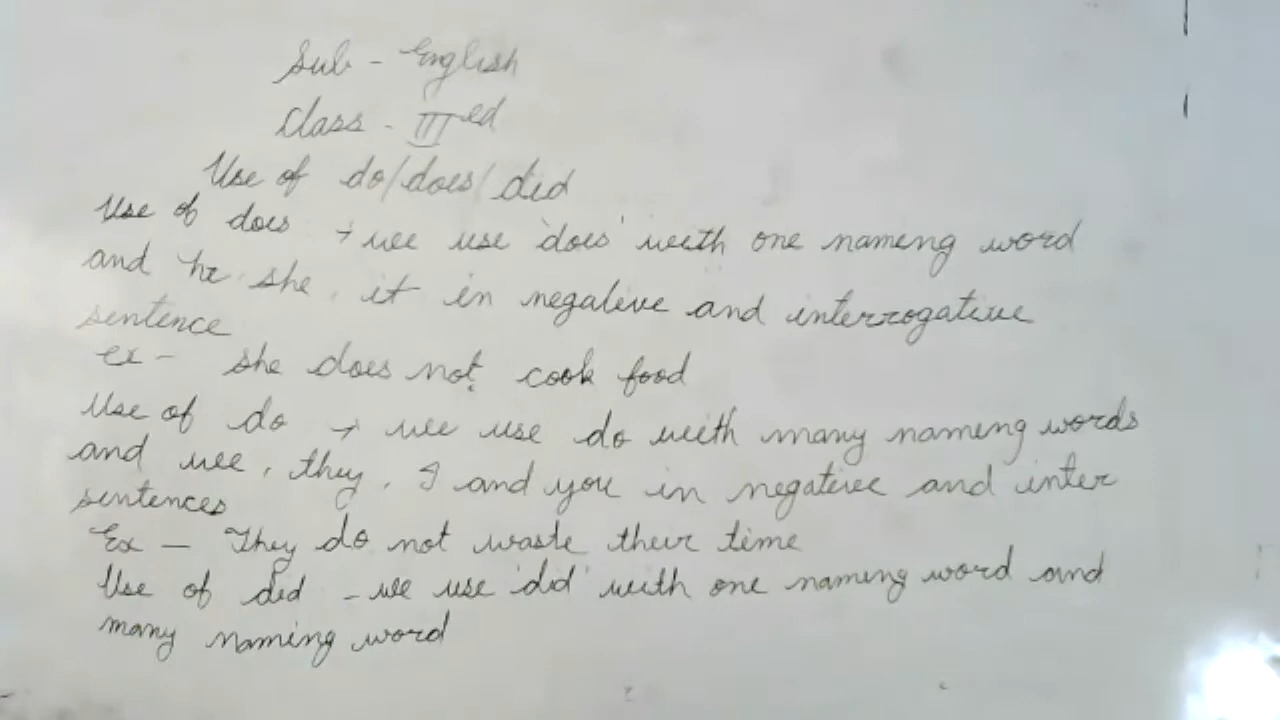 Sub - English
Class - III ed
Use of do/does/did
Use of does → we use 'does' with one naming word
and he she, it in negative and interrogative
sentence
ex - she does not cook food
Use of do → we use do with many naming words
and we, they, I and you in negative and inter
sentences
Ex - They do not waste their time
Use of did - we use 'did' with one naming word and
many naming word